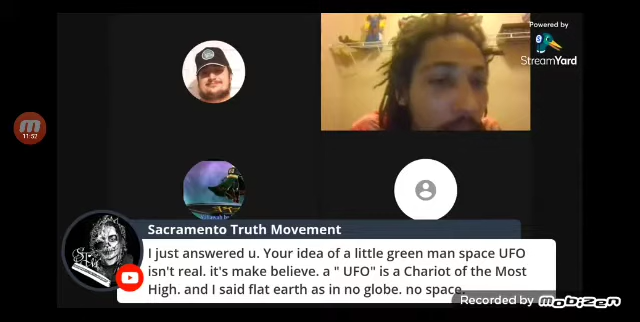 Powered by
StreamYard
11:52
Sacramento Truth Movement
I just answered u. Your idea of a little green man space UFO
isn't real. it's make believe. a " UFO" is a Chariot of the Most
High. and I said flat earth as in no globe. no space.
Recorded by mobizen